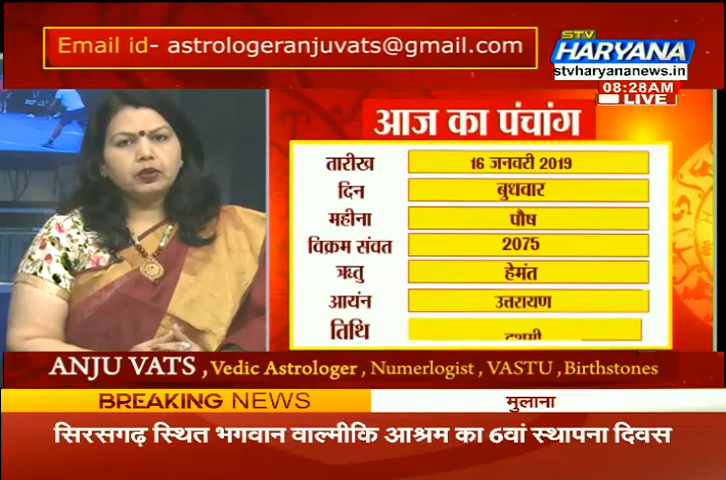 Email id- astrologeranjuvats@gmail.com
STV
HARYANA
stvharyananews.in
08:28AM
LIVE
आज का पंचांग
तारीख 16 जनवरी 2019
दिन बुधवार
महीना पौष
विक्रम संवत 2075
ऋतु हेमंत
आयंन उत्तरायण
तिथि
ANJU VATS , Vedic Astrologer , Numerlogist , VASTU , Birthstones
BREAKING NEWS
मुलाना
सिरसगढ़ स्थित भगवान वाल्मीकि आश्रम का 6वां स्थापना दिवस